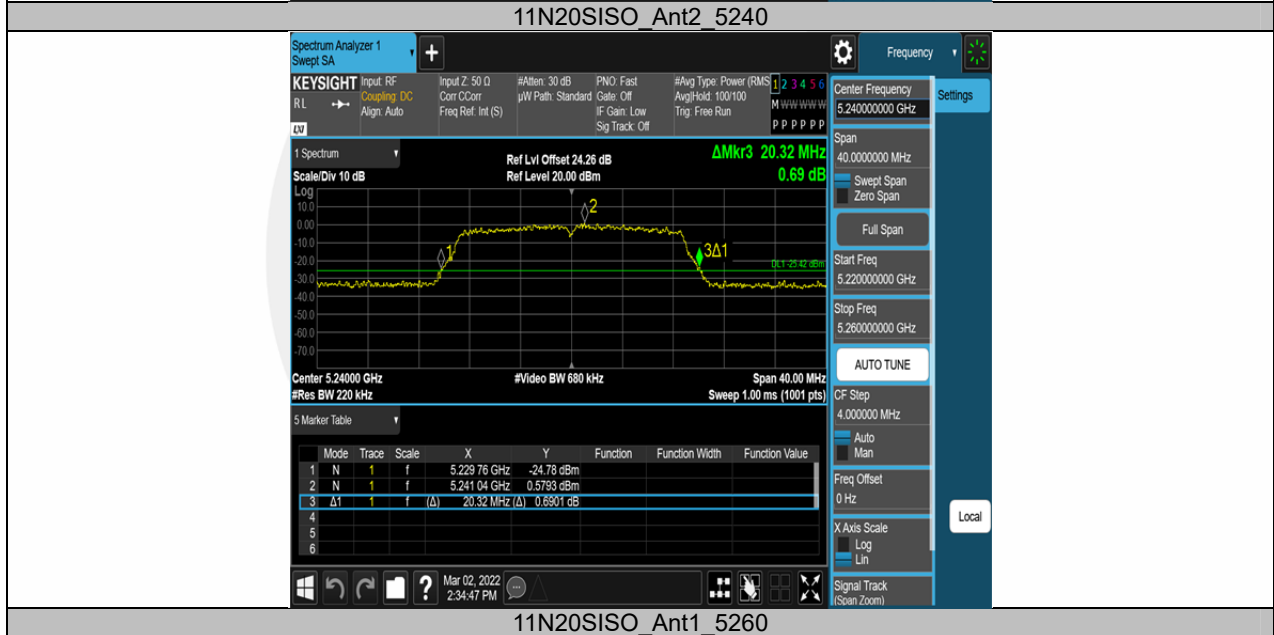 11N20SISO_Ant2_5240
Spectrum Analyzer 1
Swept SA
+
Frequency
KEYSIGHT
RL
LXI
Input: RF
Coupling: DC
Align: Auto
Input Z: 50 Ω
Corr CCorr
Freq Ref: Int (S)
#Atten: 30 dB
µW Path: Standard
PNO: Fast
Gate: Off
IF Gain: Low
Sig Track: Off
#Avg Type: Power (RMS
Avg|Hold: 100/100
Trig: Free Run
1 2 3 4 5 6
M W W W W W
P P P P P P
1 Spectrum
Scale/Div 10 dB
Ref Lvl Offset 24.26 dB
Ref Level 20.00 dBm
ΔMkr3 20.32 MHz
0.69 dB
Log
10.0
0.00
-10.0
-20.0
-30.0
-40.0
-50.0
-60.0
-70.0
1
2
3Δ1
DL1 -25.42 dBm
Center 5.24000 GHz
#Res BW 220 kHz
#Video BW 680 kHz
Span 40.00 MHz
Sweep 1.00 ms (1001 pts)
5 Marker Table
Mode Trace Scale X Y Function Function Width Function Value
1 N 1 f 5.229 76 GHz -24.78 dBm
2 N 1 f 5.241 04 GHz 0.5793 dBm
3 Δ1 1 f (Δ) 20.32 MHz (Δ) 0.6901 dB
4
5
6
Mar 02, 2022
2:34:47 PM
Center Frequency
5.240000000 GHz
Settings
Span
40.0000000 MHz
Swept Span
Zero Span
Full Span
Start Freq
5.220000000 GHz
Stop Freq
5.260000000 GHz
AUTO TUNE
CF Step
4.000000 MHz
Auto
Man
Freq Offset
0 Hz
X Axis Scale
Log
Lin
Local
Signal Track
(Span Zoom)
11N20SISO_Ant1_5260